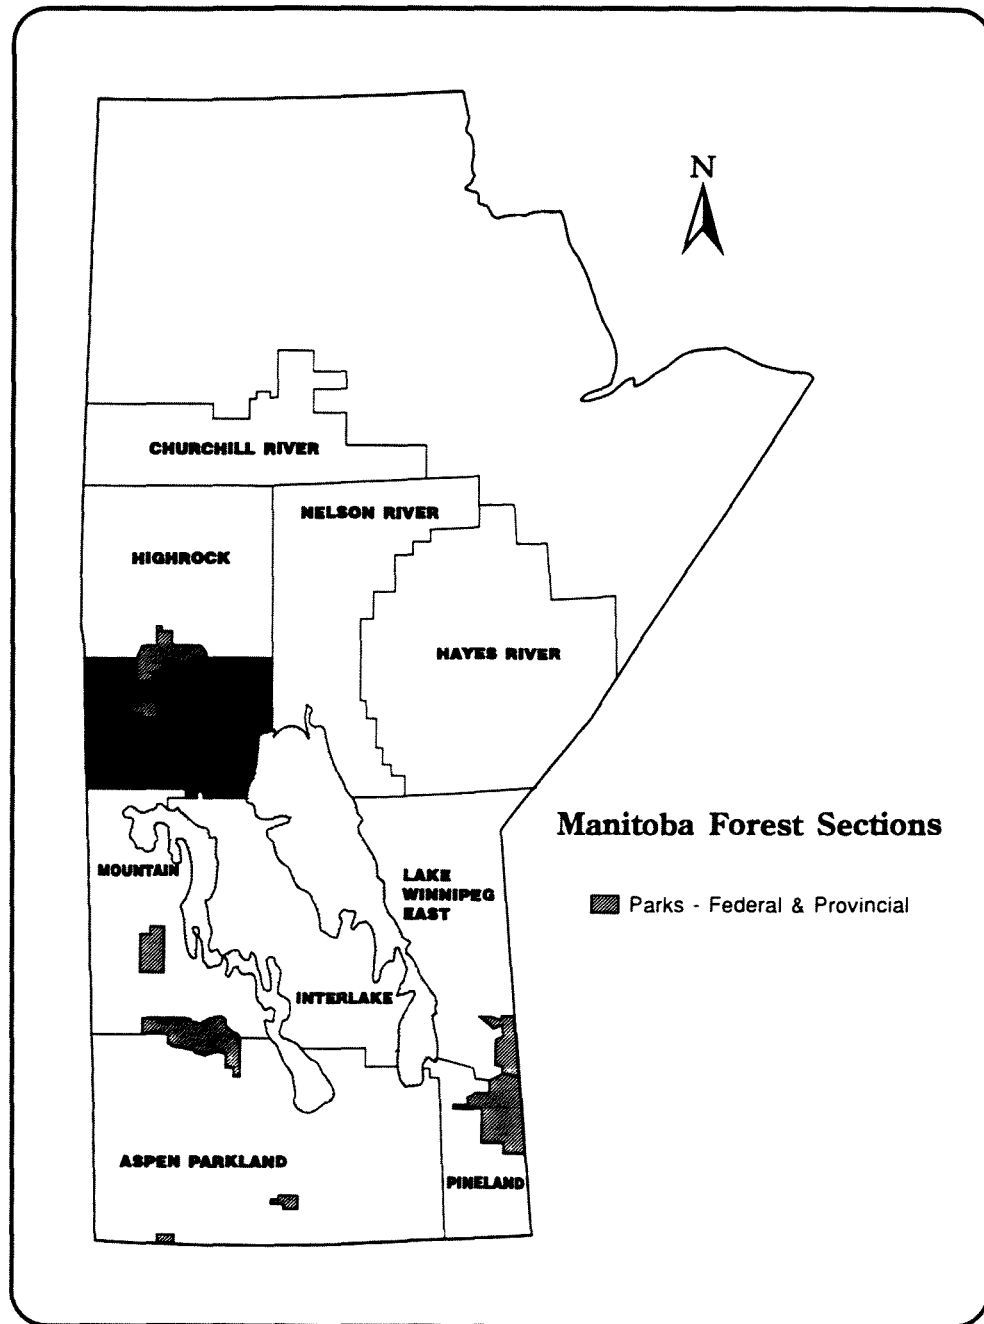 N
CHURCHILL RIVER
NELSON RIVER
HIGHROCK
HAYES RIVER
Manitoba Forest Sections
MOUNTAIN
LAKE
WINNIPEG
EAST
Parks - Federal & Provincial
INTERLAKE
ASPEN PARKLAND
PINELAND